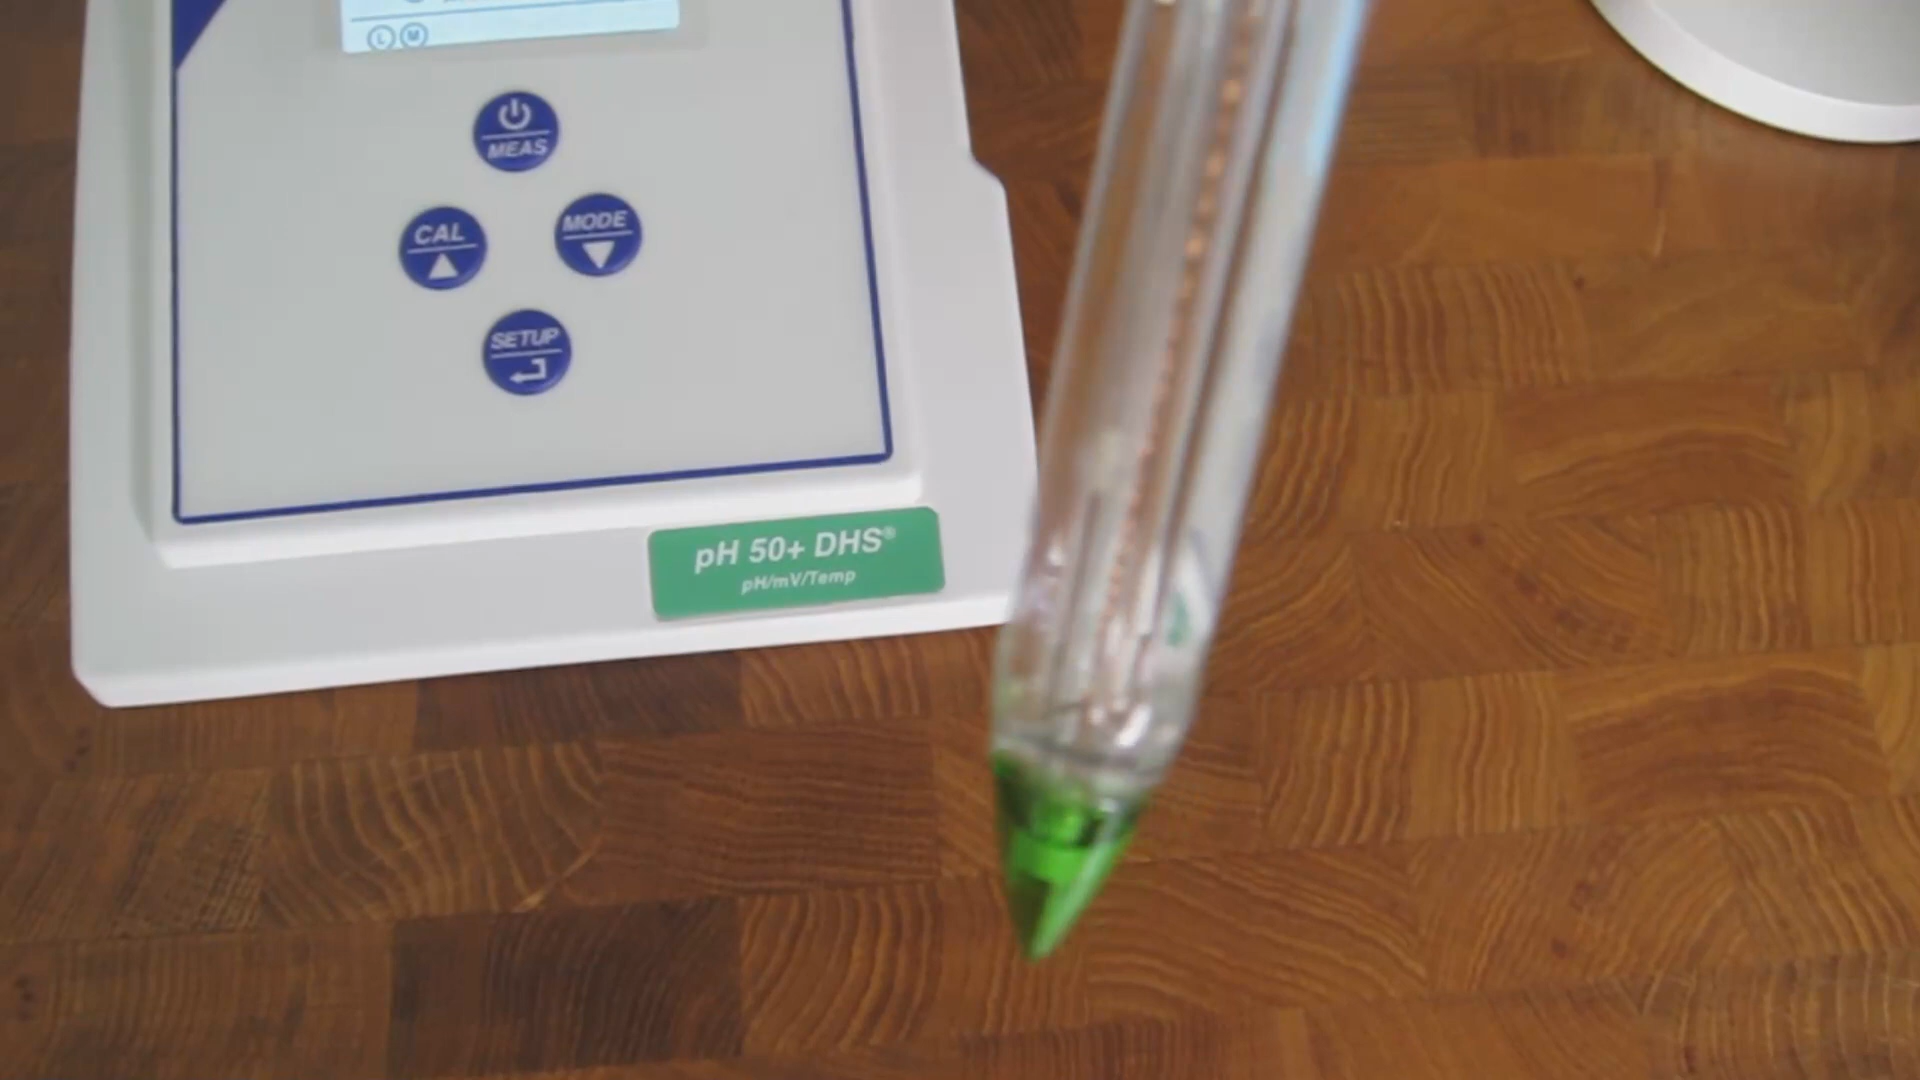 L M
MEAS
CAL
MODE
SETUP
pH 50+ DHS®
pH/mV/Temp